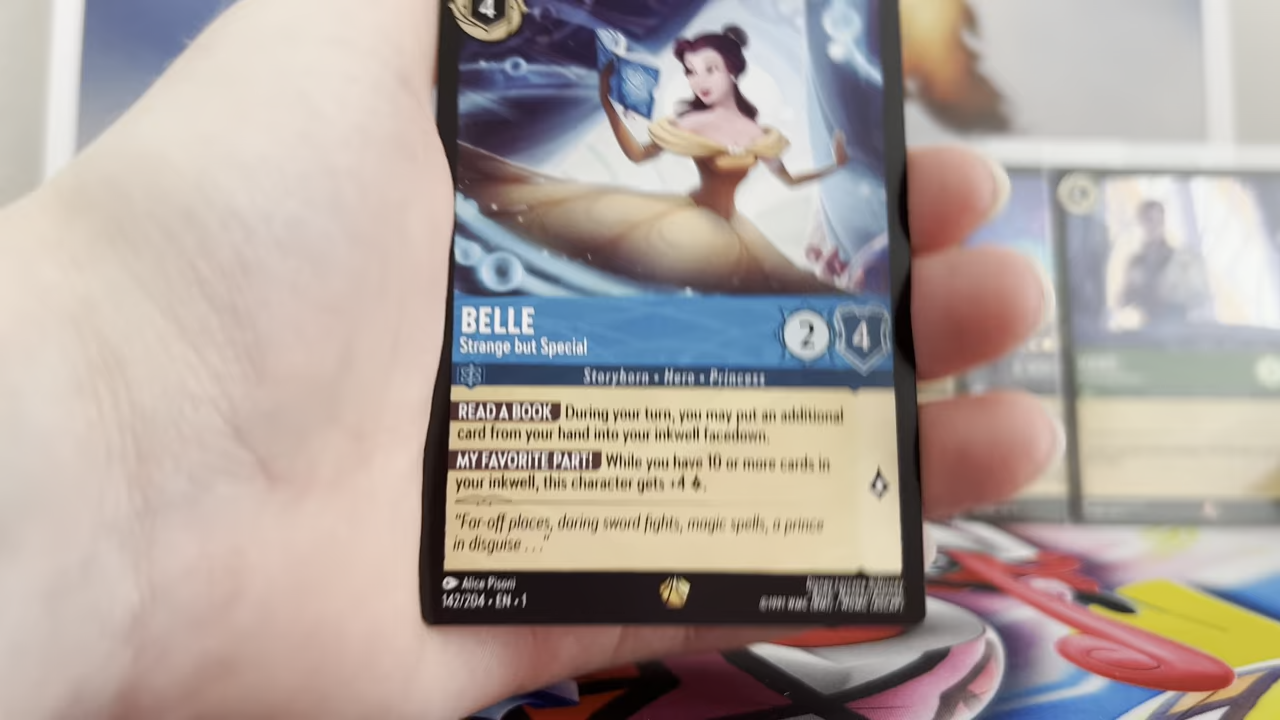 4
BELLE
Strange but Special
2 4
Storyborn • Hero • Princess
READ A BOOK During your turn, you may put an additional
card from your hand into your inkwell facedown.
MY FAVORITE PART! While you have 10 or more cards in
your inkwell, this character gets +4 .
"Far-off places, daring sword fights, magic spells, a prince
in disguise . . ."
Alice Pisoni
142/204 • EN • 1